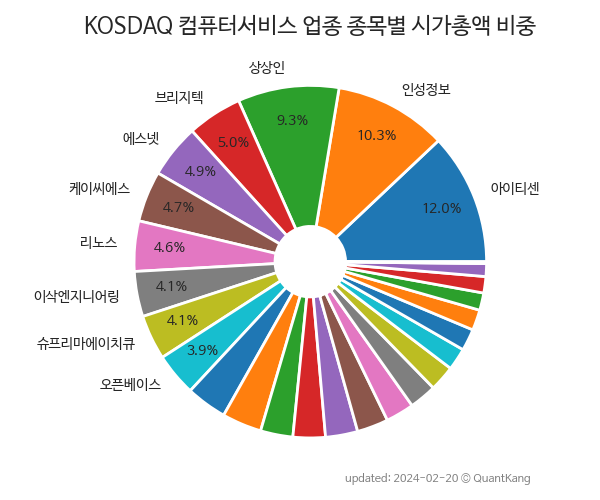 KOSDAQ 컴퓨터서비스 업종 종목별 시가총액 비중
상상인
인성정보
브리지텍
9.3%
10.3%
에스넷
5.0%
4.9%
케이씨에스
아이티센
4.7%
12.0%
리노스
4.6%
이삭엔지니어링
4.1%
4.1%
슈프리마에이치큐
3.9%
오픈베이스
updated: 2024-02-20 © QuantKang